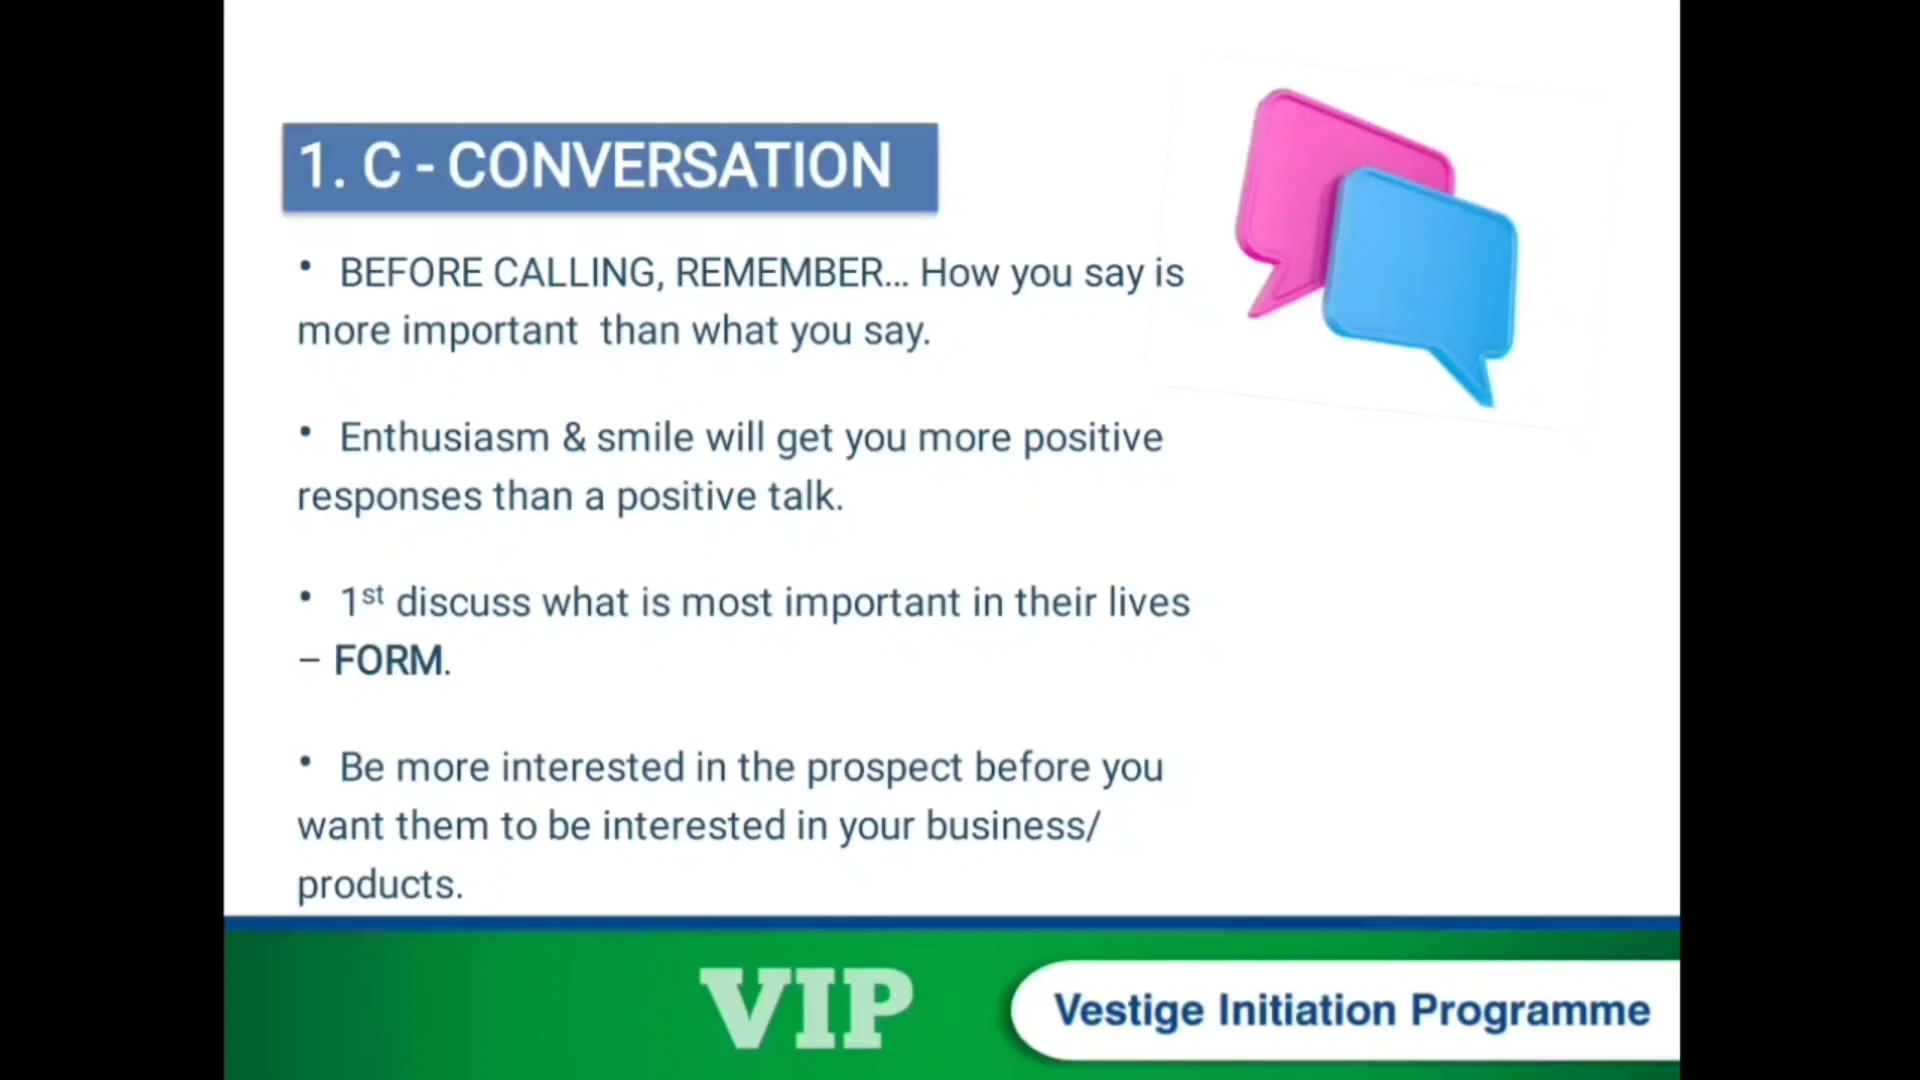 1. C - CONVERSATION
• BEFORE CALLING, REMEMBER... How you say is
more important than what you say.
• Enthusiasm & smile will get you more positive
responses than a positive talk.
• 1st discuss what is most important in their lives
– FORM.
• Be more interested in the prospect before you
want them to be interested in your business/
products.
VIP
Vestige Initiation Programme